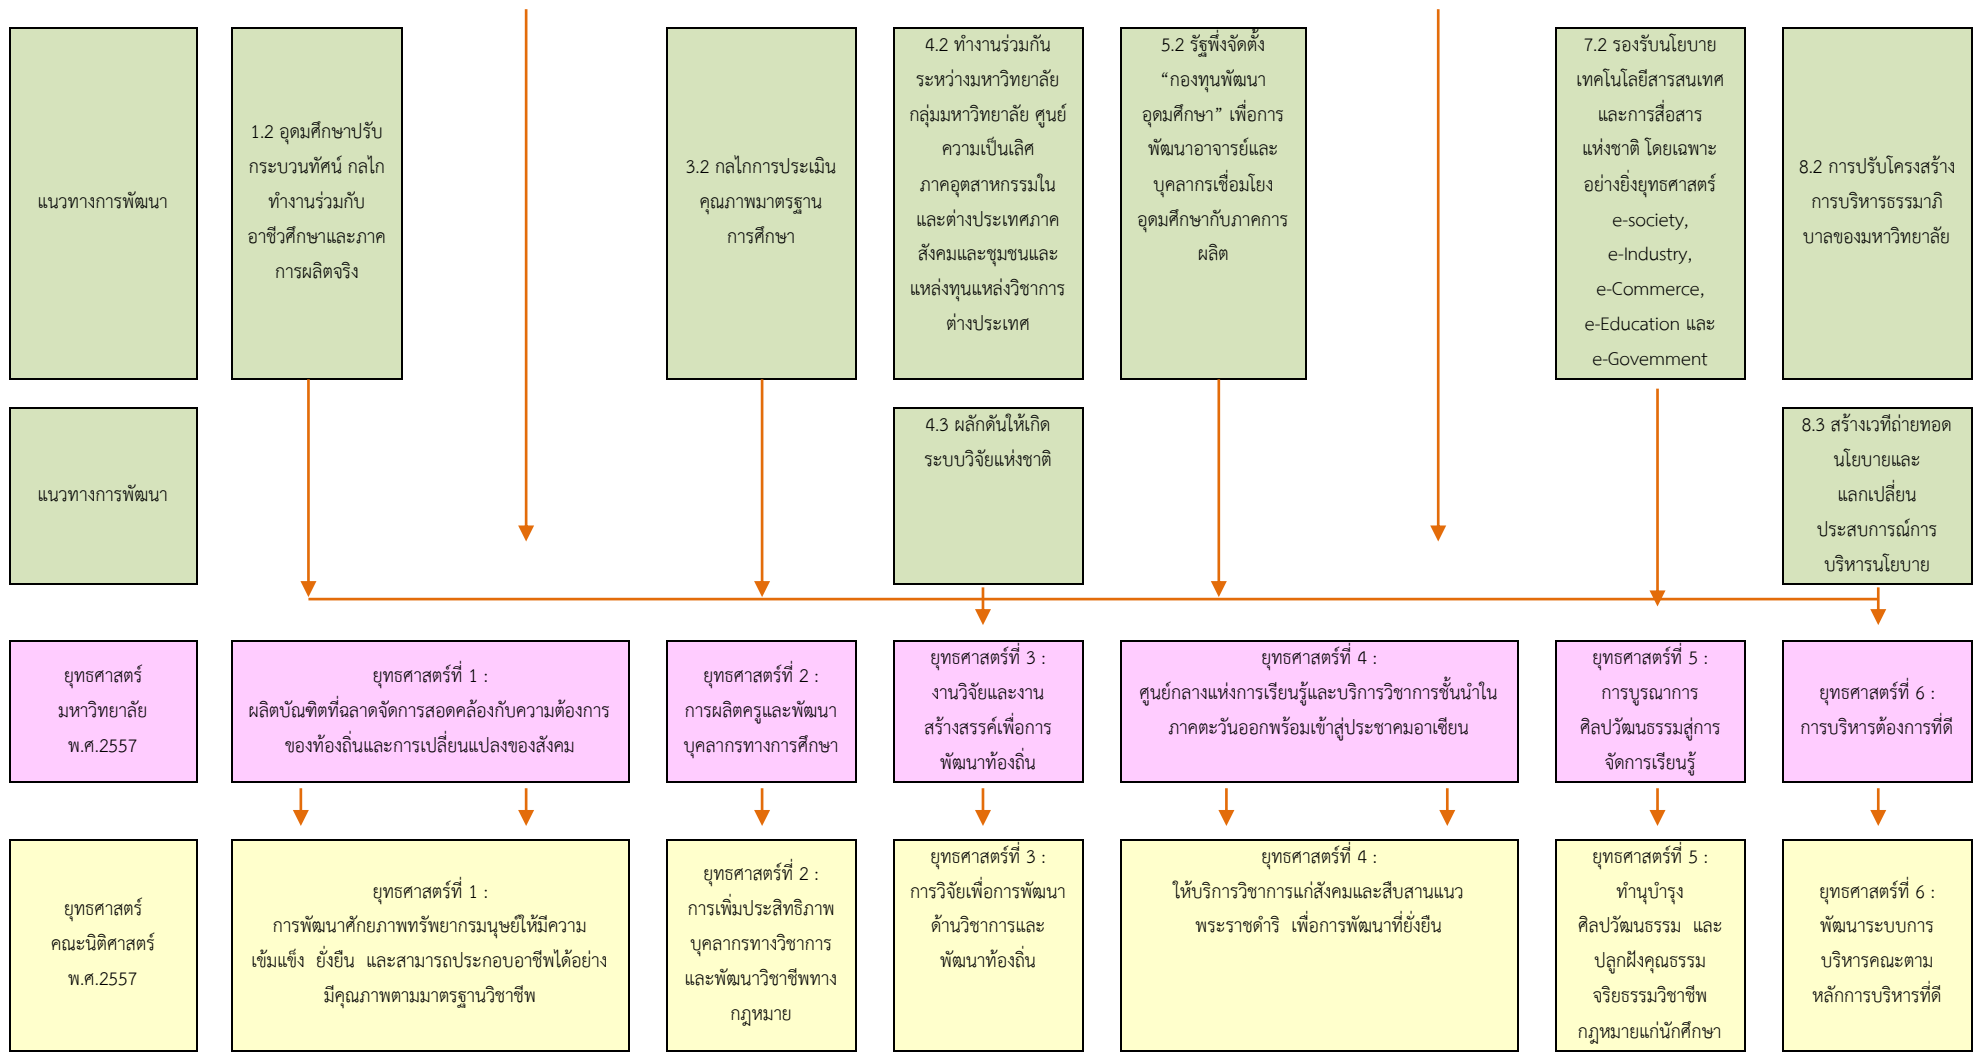 แนวทางการพัฒนา
1.2 อุดมศึกษาปรับ
กระบวนทัศน์ กลไก
ทำงานร่วมกับ
อาชีวศึกษาและภาค
การผลิตจริง
3.2 กลไกการประเมิน
คุณภาพมาตรฐาน
การศึกษา
4.2 ทำงานร่วมกัน
ระหว่างมหาวิทยาลัย
กลุ่มมหาวิทยาลัย ศูนย์
ความเป็นเลิศ
ภาคอุตสาหกรรมใน
และต่างประเทศภาค
สังคมและชุมชนและ
แหล่งทุนแหล่งวิชาการ
ต่างประเทศ
5.2 รัฐพึ่งจัดตั้ง
“กองทุนพัฒนา
อุดมศึกษา” เพื่อการ
พัฒนาอาจารย์และ
บุคลากรเชื่อมโยง
อุดมศึกษากับภาคการ
ผลิต
7.2 รองรับนโยบาย
เทคโนโลยีสารสนเทศ
และการสื่อสาร
แห่งชาติ โดยเฉพาะ
อย่างยิ่งยุทธศาสตร์
e-society,
e-Industry,
e-Commerce,
e-Education และ
e-Govemment
8.2 การปรับโครงสร้าง
การบริหารธรรมาภิ
บาลของมหาวิทยาลัย
แนวทางการพัฒนา
4.3 ผลักดันให้เกิด
ระบบวิจัยแห่งชาติ
8.3 สร้างเวทีถ่ายทอด
นโยบายและ
แลกเปลี่ยน
ประสบการณ์การ
บริหารนโยบาย
ยุทธศาสตร์
มหาวิทยาลัย
พ.ศ.2557
ยุทธศาสตร์ที่ 1 :
ผลิตบัณฑิตที่ฉลาดจัดการสอดคล้องกับความต้องการ
ของท้องถิ่นและการเปลี่ยนแปลงของสังคม
ยุทธศาสตร์ที่ 2 :
การผลิตครูและพัฒนา
บุคลากรทางการศึกษา
ยุทธศาสตร์ที่ 3 :
งานวิจัยและงาน
สร้างสรรค์เพื่อการ
พัฒนาท้องถิ่น
ยุทธศาสตร์ที่ 4 :
ศูนย์กลางแห่งการเรียนรู้และบริการวิชาการชั้นนำใน
ภาคตะวันออกพร้อมเข้าสู่ประชาคมอาเซียน
ยุทธศาสตร์ที่ 5 :
การบูรณาการ
ศิลปวัฒนธรรมสู่การ
จัดการเรียนรู้
ยุทธศาสตร์ที่ 6 :
การบริหารต้องการที่ดี
ยุทธศาสตร์
คณะนิติศาสตร์
พ.ศ.2557
ยุทธศาสตร์ที่ 1 :
การพัฒนาศักยภาพทรัพยากรมนุษย์ให้มีความ
เข้มแข็ง ยั่งยืน และสามารถประกอบอาชีพได้อย่าง
มีคุณภาพตามมาตรฐานวิชาชีพ
ยุทธศาสตร์ที่ 2 :
การเพิ่มประสิทธิภาพ
บุคลากรทางวิชาการ
และพัฒนาวิชาชีพทาง
กฎหมาย
ยุทธศาสตร์ที่ 3 :
การวิจัยเพื่อการพัฒนา
ด้านวิชาการและ
พัฒนาท้องถิ่น
ยุทธศาสตร์ที่ 4 :
ให้บริการวิชาการแก่สังคมและสืบสานแนว
พระราชดำริ เพื่อการพัฒนาที่ยั่งยืน
ยุทธศาสตร์ที่ 5 :
ทำนุบำรุง
ศิลปวัฒนธรรม และ
ปลูกฝังคุณธรรม
จริยธรรมวิชาชีพ
กฎหมายแก่นักศึกษา
ยุทธศาสตร์ที่ 6 :
พัฒนาระบบการ
บริหารคณะตาม
หลักการบริหารที่ดี